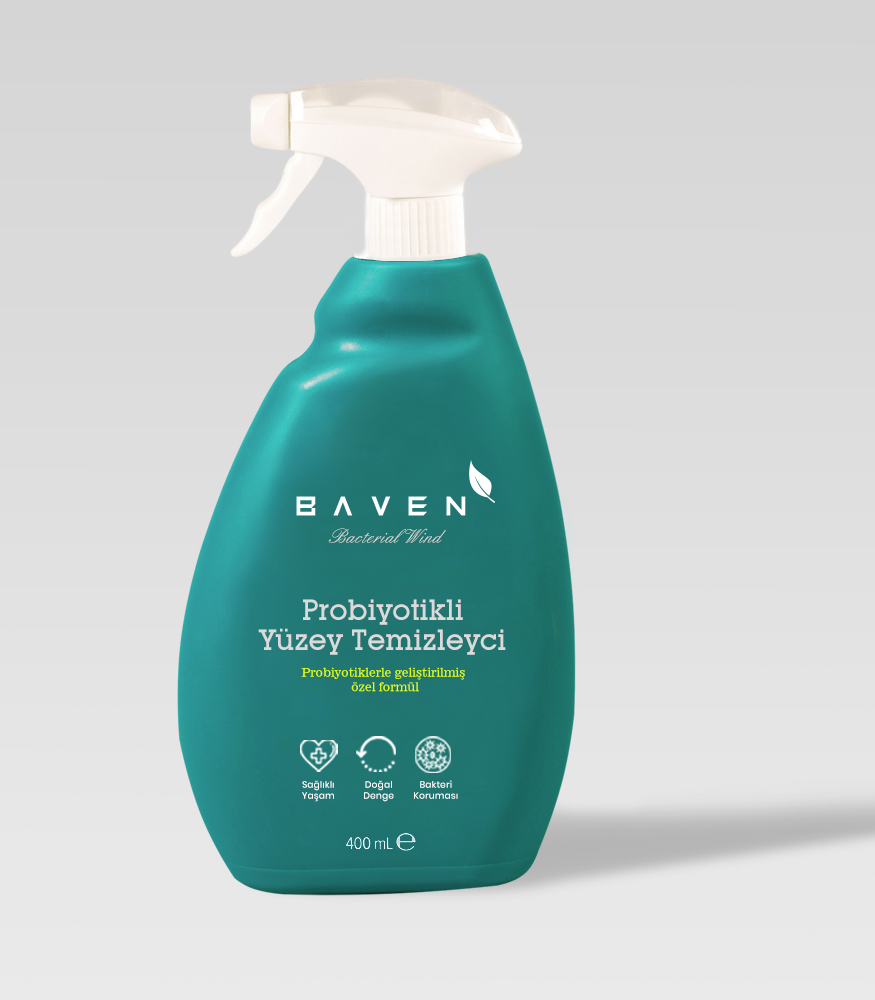 BAVEN
Bacterial Wind
Probiyotikli
Yüzey Temizleyci
Probiyotiklerle geliştirilmiş
özel formül
Sağlıklı
Yaşam
Doğal
Denge
Bakteri
Koruması
400 mL ℮